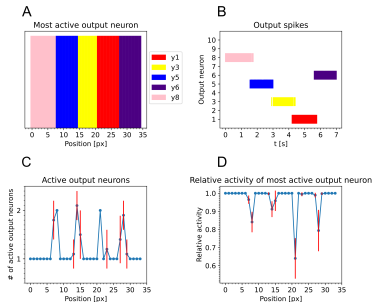 A
Most active output neuron
0 5 10 15 20 25 30 35
Position [px]
y1
y3
y5
y6
y8
B
Output spikes
Output neuron
10
9
8
7
6
5
4
3
2
1
0 1 2 3 4 5 6 7
t [s]
C
Active output neurons
# of active output neurons
2
1
0 5 10 15 20 25 30 35
Position [px]
D
Relative activity of most active output neuron
Relative activity
1.0
0.9
0.8
0.7
0.6
0 5 10 15 20 25 30 35
Position [px]